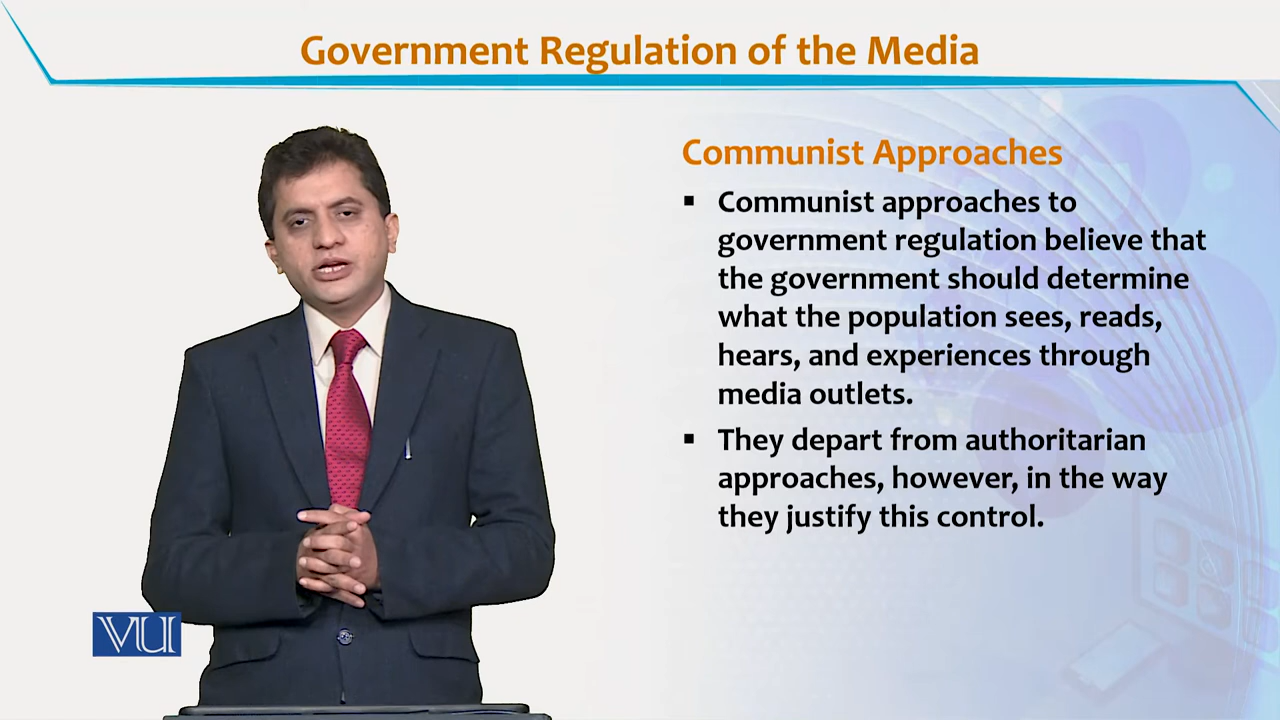 Government Regulation of the Media
Communist Approaches
▪ Communist approaches to
government regulation believe that
the government should determine
what the population sees, reads,
hears, and experiences through
media outlets.
▪ They depart from authoritarian
approaches, however, in the way
they justify this control.
VU